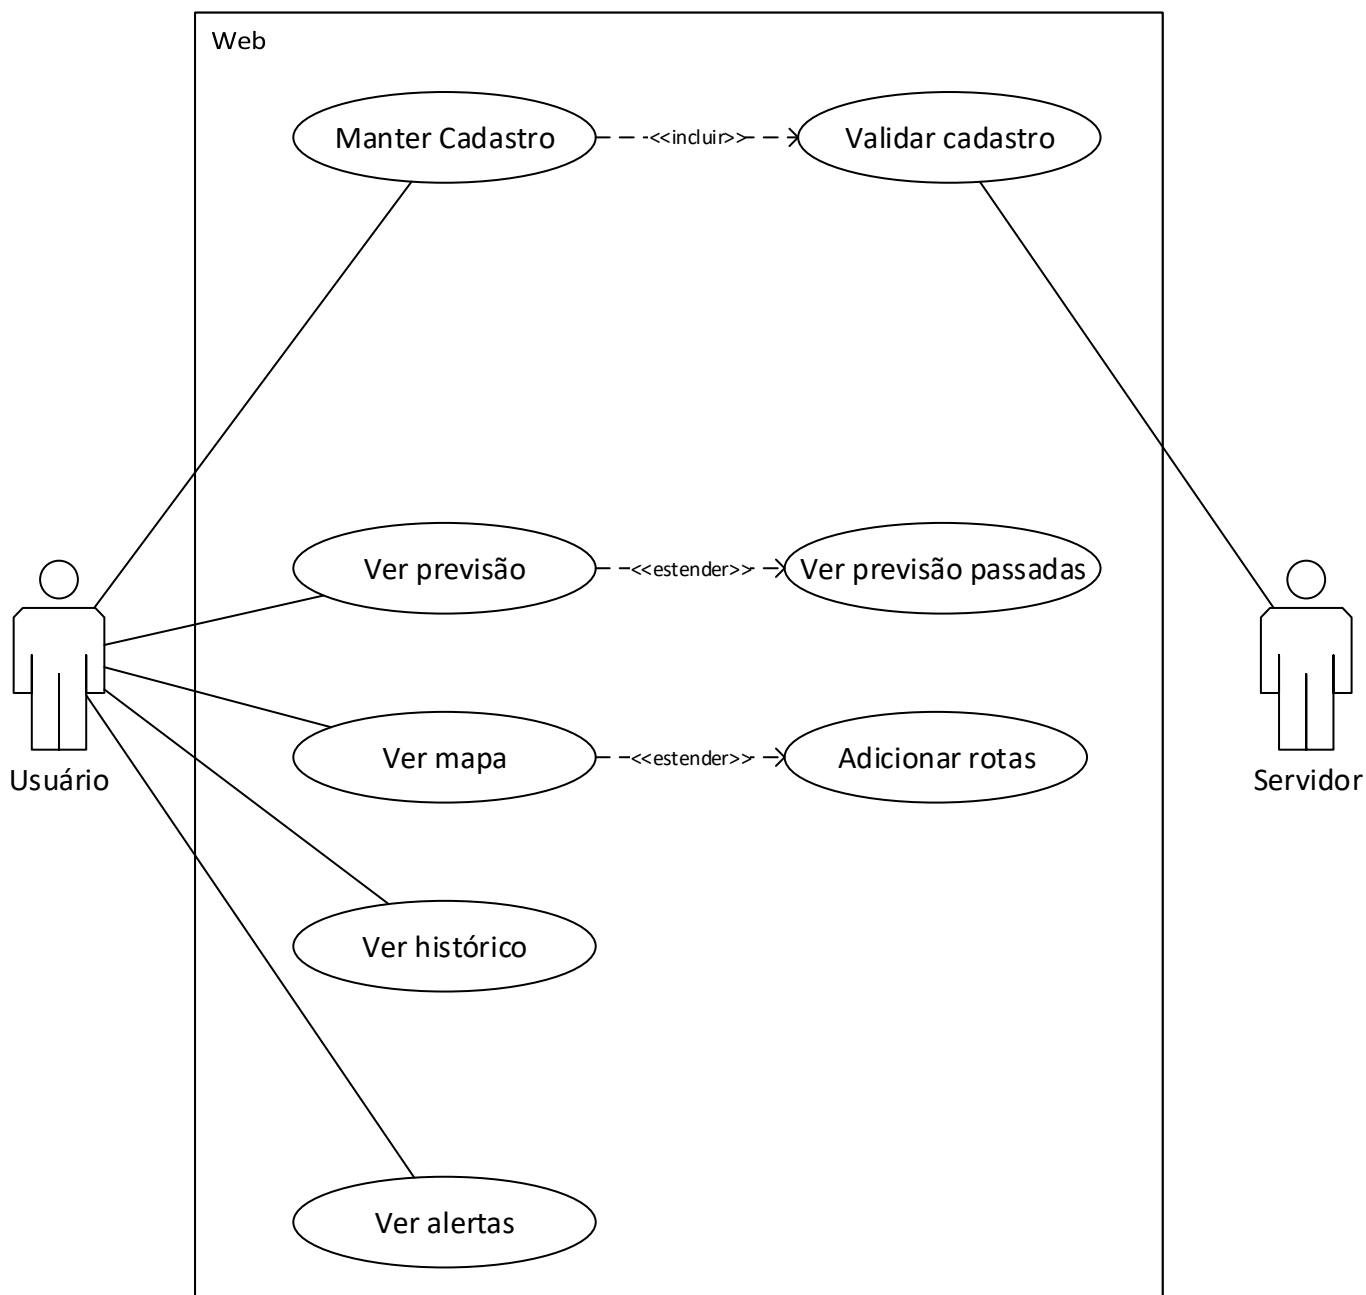 Web
Manter Cadastro
<<incluir>>
Validar cadastro
Ver previsão
<<estender>>
Ver previsão passadas
Usuário
Ver mapa
<<estender>>
Adicionar rotas
Servidor
Ver histórico
Ver alertas